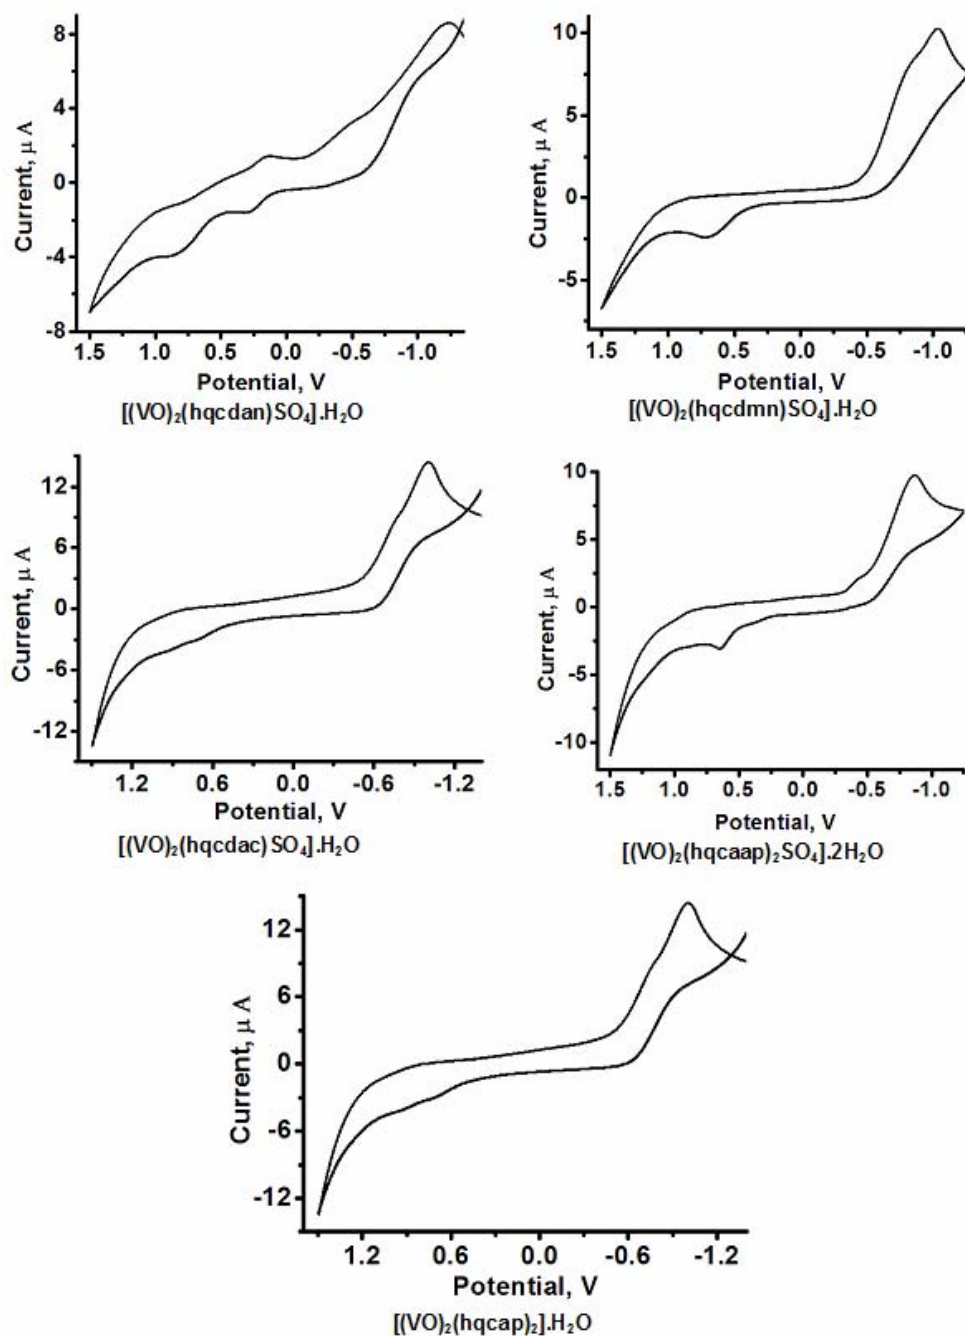 8
4
0
-4
-8
Current, μ A
1.5 1.0 0.5 0.0 -0.5 -1.0
Potential, V
[(VO)₂(hqcdan)SO₄].H₂O
10
5
0
-5
Current, μ A
1.5 1.0 0.5 0.0 -0.5 -1.0
Potential, V
[(VO)₂(hqcdmn)SO₄].H₂O
12
6
0
-6
-12
Current, μ A
1.2 0.6 0.0 -0.6 -1.2
Potential, V
[(VO)₂(hqcdac)SO₄].H₂O
10
5
0
-5
-10
Current, μ A
1.5 1.0 0.5 0.0 -0.5 -1.0
Potential, V
[(VO)₂(hqcaap)₂SO₄].2H₂O
12
6
0
-6
-12
Current, μ A
1.2 0.6 0.0 -0.6 -1.2
Potential, V
[(VO)₂(hqcap)₂].H₂O